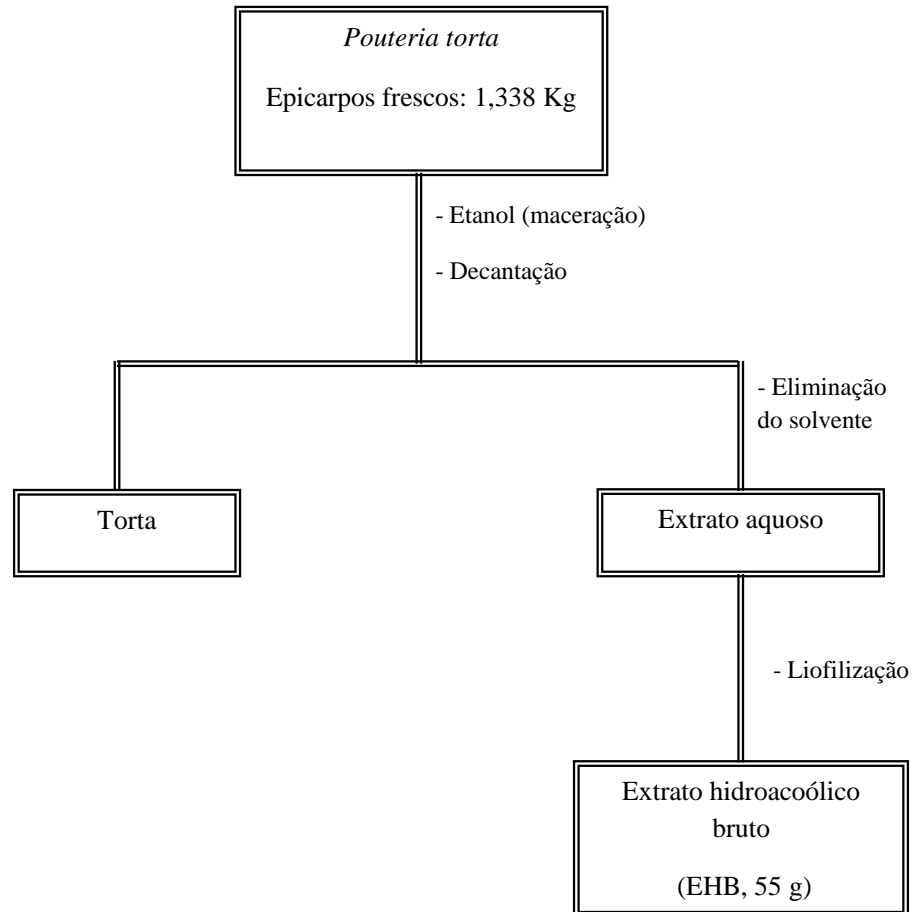 Pouteria torta
Epicarpos frescos: 1,338 Kg
- Etanol (maceração)
- Decantação
- Eliminação
do solvente
Torta
Extrato aquoso
- Liofilização
Extrato hidroacoólico
bruto
(EHB, 55 g)